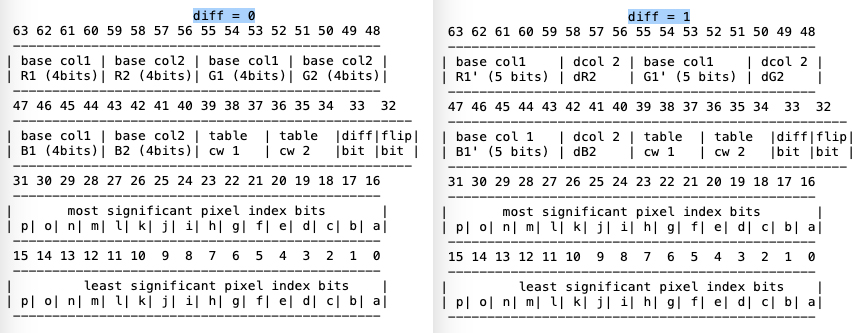 diff = 0
63 62 61 60 59 58 57 56 55 54 53 52 51 50 49 48
-----------------------------------------------
| base col1 | base col2 | base col1| base col2 |
| R1 (4bits)| R2 (4bits)| G1 (4bits)| G2 (4bits)|
-----------------------------------------------
47 46 45 44 43 42 41 40 39 38 37 36 35 34  33  32
---------------------------------------------------
| base col1 | base col2 | table  | table  |diff|flip|
| B1 (4bits)| B2 (4bits)| cw 1   | cw 2   |bit |bit |
---------------------------------------------------
31 30 29 28 27 26 25 24 23 22 21 20 19 18 17 16
-----------------------------------------------
|       most significant pixel index bits       |
| p| o| n| m| l| k| j| i| h| g| f| e| d| c| b| a|
-----------------------------------------------
15 14 13 12 11 10  9  8  7  6  5  4  3  2  1  0
-----------------------------------------------
|         least significant pixel index bits    |
| p| o| n| m| l| k| j| i| h| g| f| e| d| c| b| a|
-----------------------------------------------
diff = 1
63 62 61 60 59 58 57 56 55 54 53 52 51 50 49 48
-----------------------------------------------
| base col1    | dcol 2 | base col1    | dcol 2 |
| R1' (5 bits) | dR2    | G1' (5 bits) | dG2    |
-----------------------------------------------
47 46 45 44 43 42 41 40 39 38 37 36 35 34  33  32
---------------------------------------------------
| base col 1   | dcol 2 | table  | table  |diff|flip|
| B1' (5 bits) | dB2    | cw 1   | cw 2   |bit |bit |
---------------------------------------------------
31 30 29 28 27 26 25 24 23 22 21 20 19 18 17 16
-----------------------------------------------
|       most significant pixel index bits       |
| p| o| n| m| l| k| j| i| h| g| f| e| d| c| b| a|
-----------------------------------------------
15 14 13 12 11 10  9  8  7  6  5  4  3  2  1  0
-----------------------------------------------
|         least significant pixel index bits    |
| p| o| n| m| l| k| j| i| h| g| f| e| d| c| b| a|
-----------------------------------------------